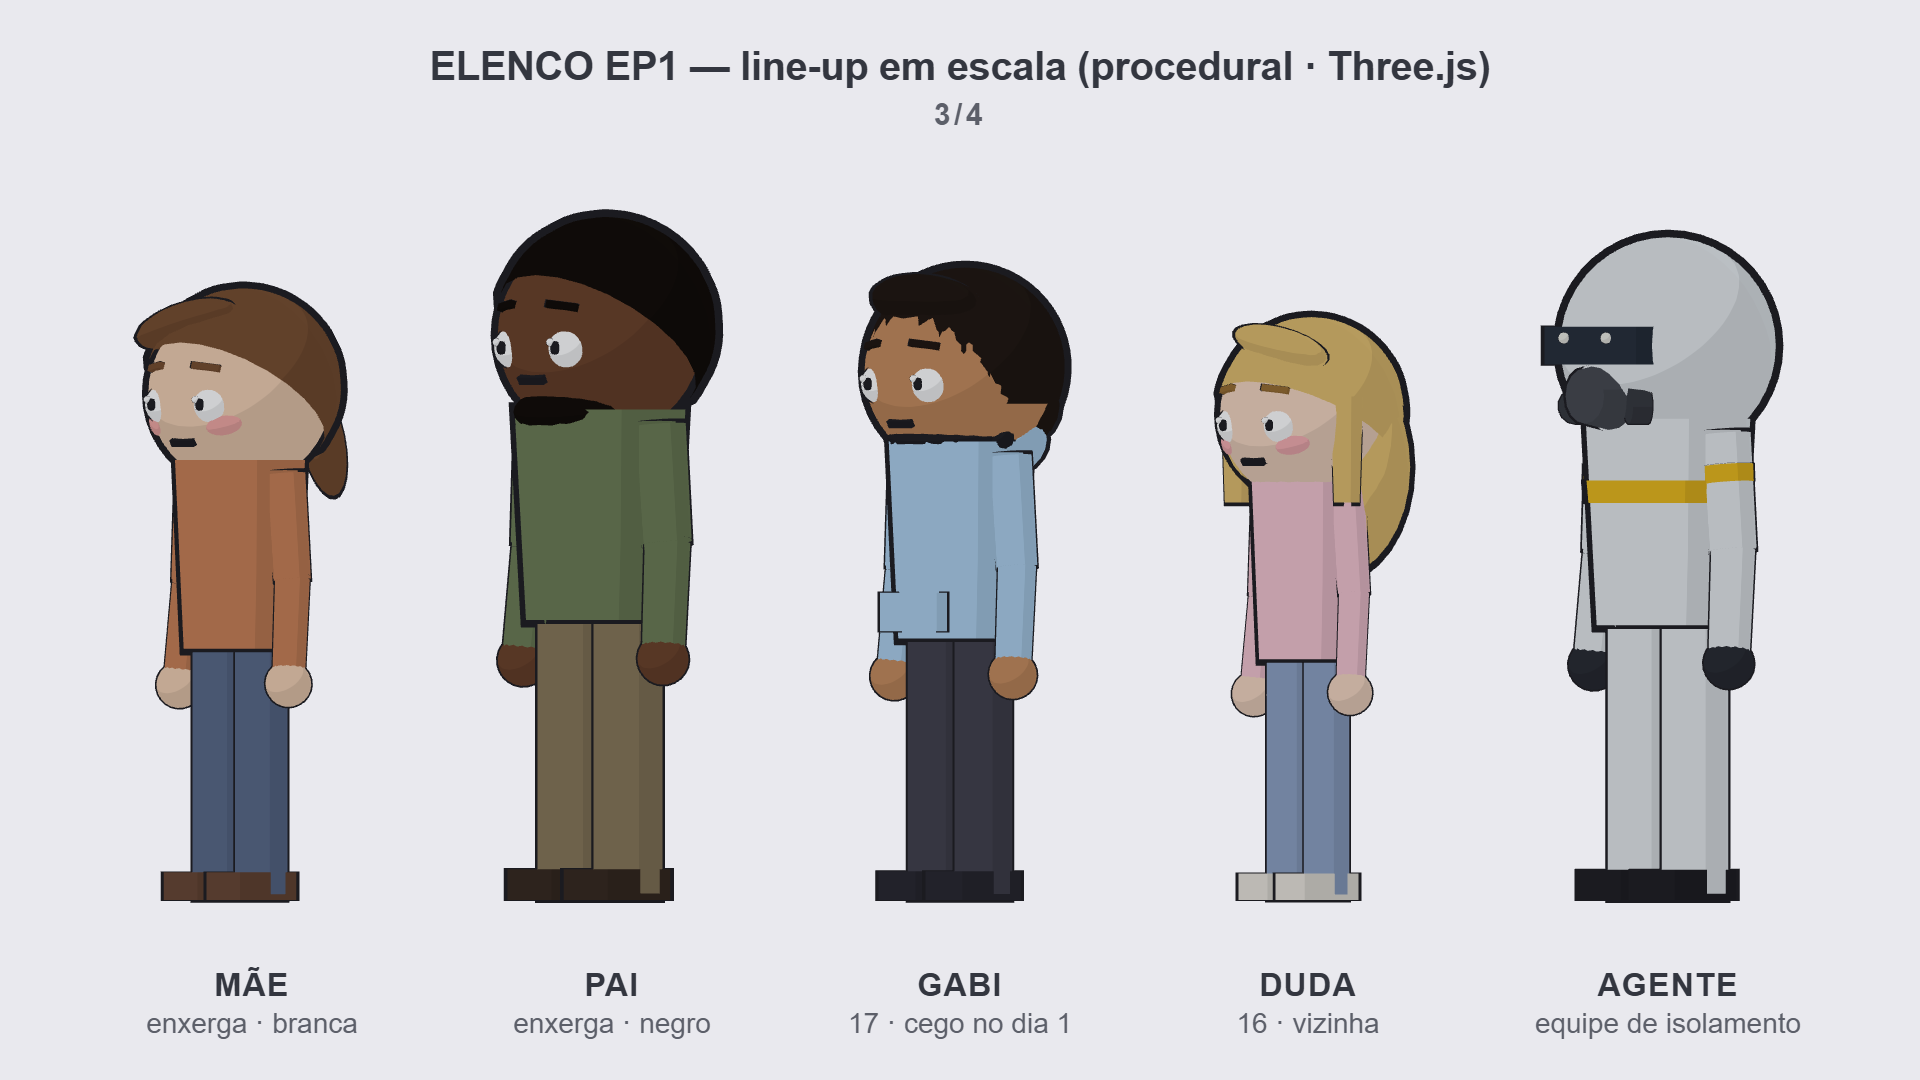 ELENCO EP1 — line-up em escala (procedural · Three.js)
3/4
MÃE
enxerga · branca
PAI
enxerga · negro
GABI
17 · cego no dia 1
DUDA
16 · vizinha
AGENTE
equipe de isolamento